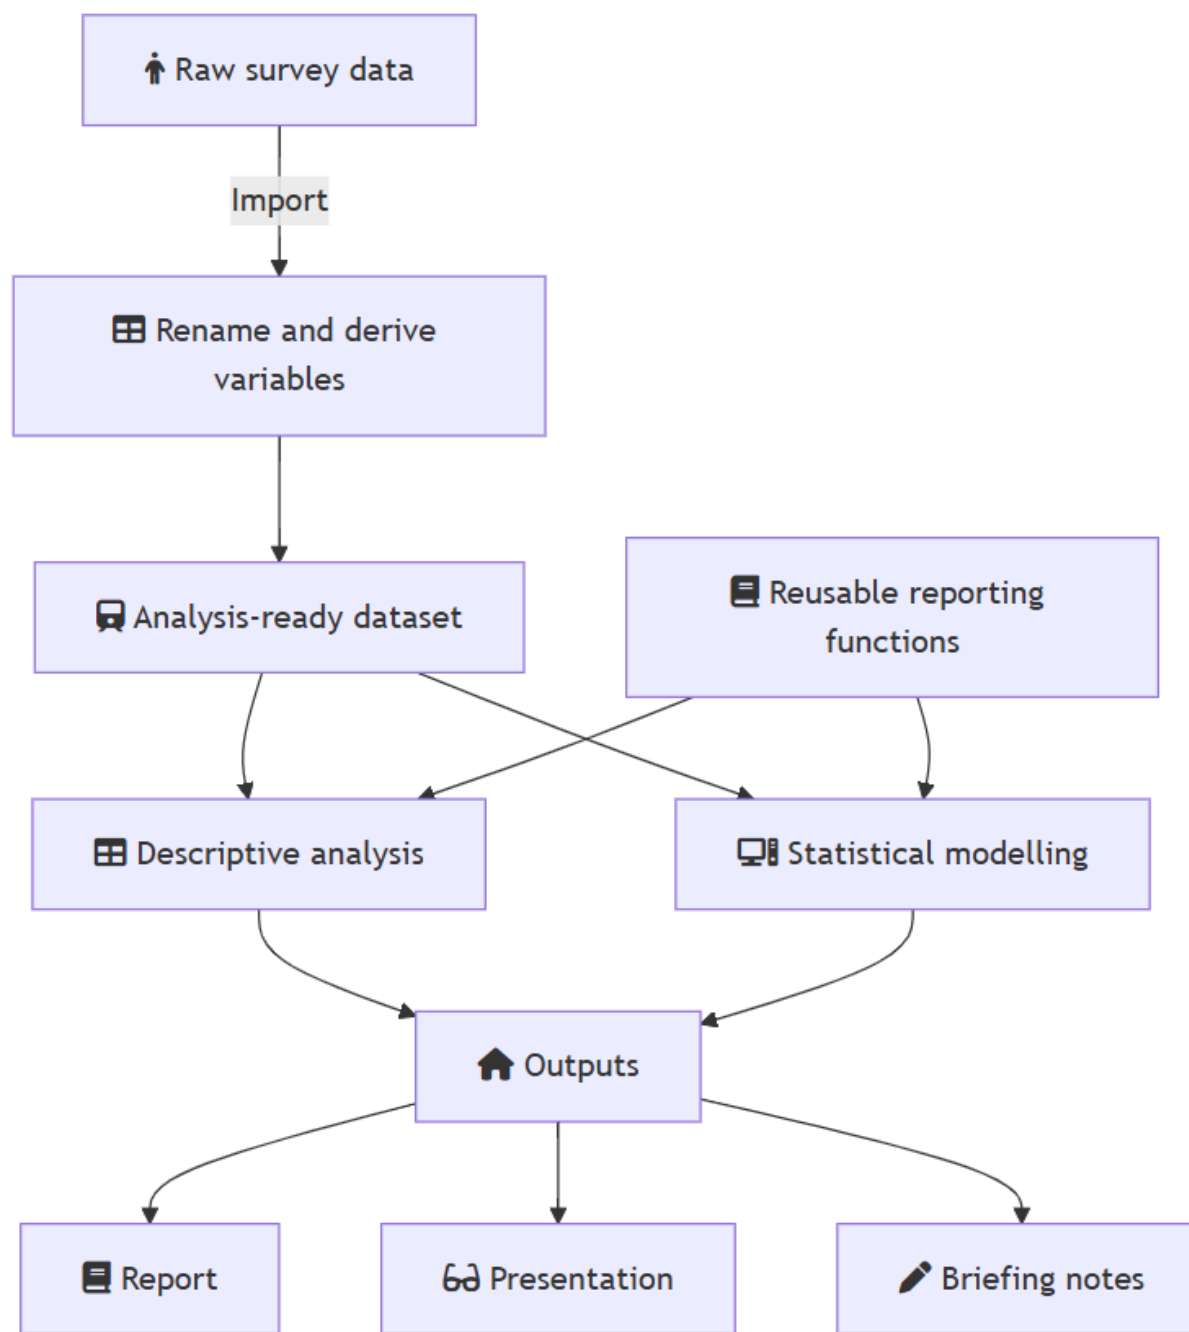 Raw survey data
Import
Rename and derive
variables
Analysis-ready dataset
Reusable reporting
functions
Descriptive analysis
Statistical modelling
Outputs
Report
Presentation
Briefing notes